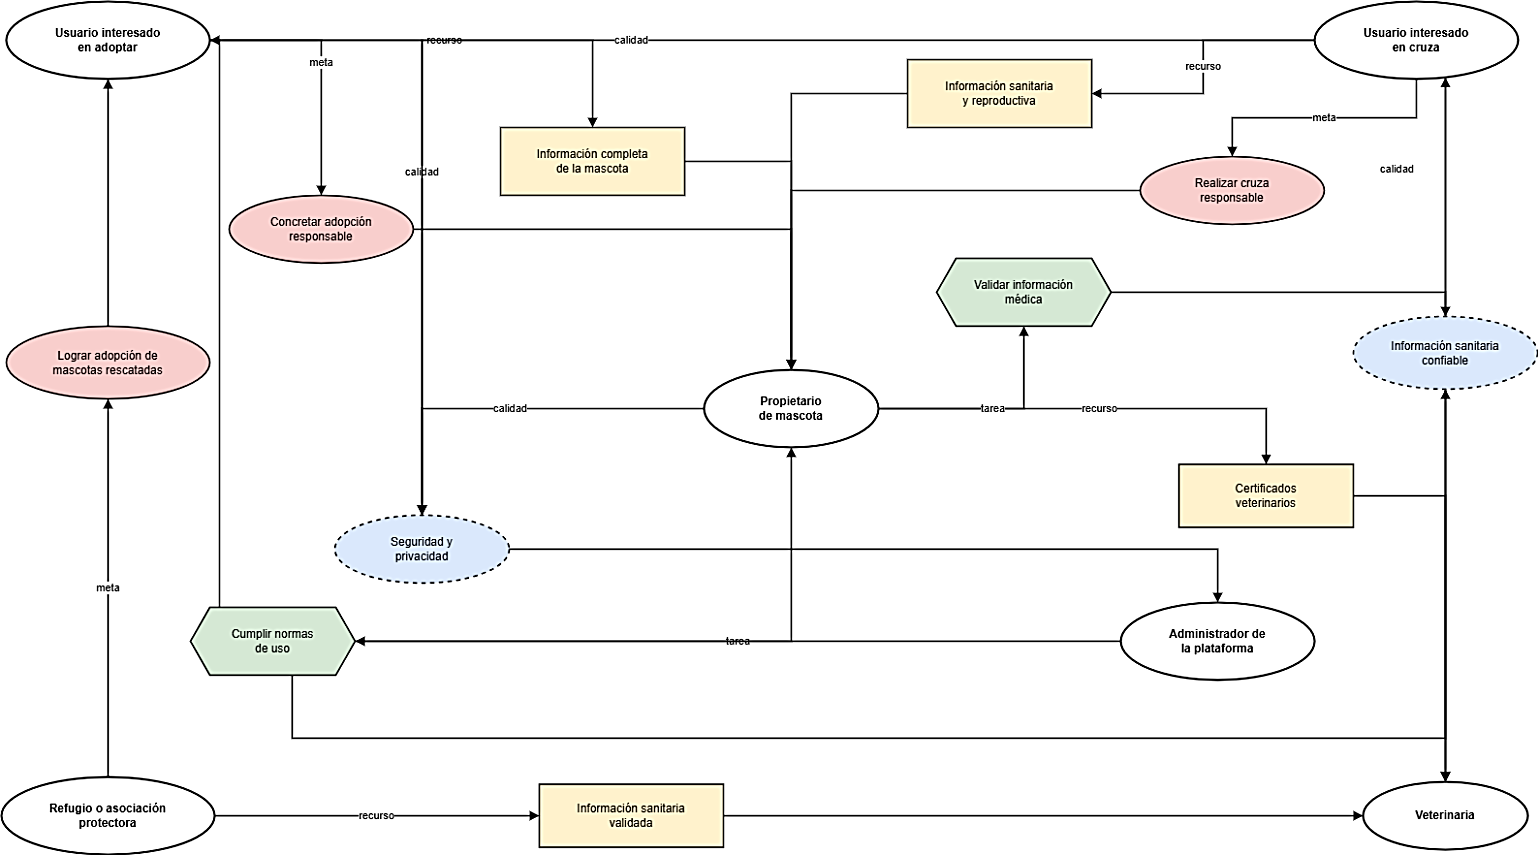 Usuario interesado
en adoptar
recurso
calidad
Usuario interesado
en cruza
meta
recurso
Información sanitaria
y reproductiva
meta
Información completa
de la mascota
calidad
calidad
Realizar cruza
responsable
Concretar adopción
responsable
Validar información
médica
Lograr adopción de
mascotas rescatadas
Información sanitaria
confiable
Propietario
de mascota
calidad
tarea
recurso
Certificados
veterinarios
Seguridad y
privacidad
meta
Cumplir normas
de uso
tarea
Administrador de
la plataforma
Refugio o asociación
protectora
recurso
Información sanitaria
validada
Veterinaria